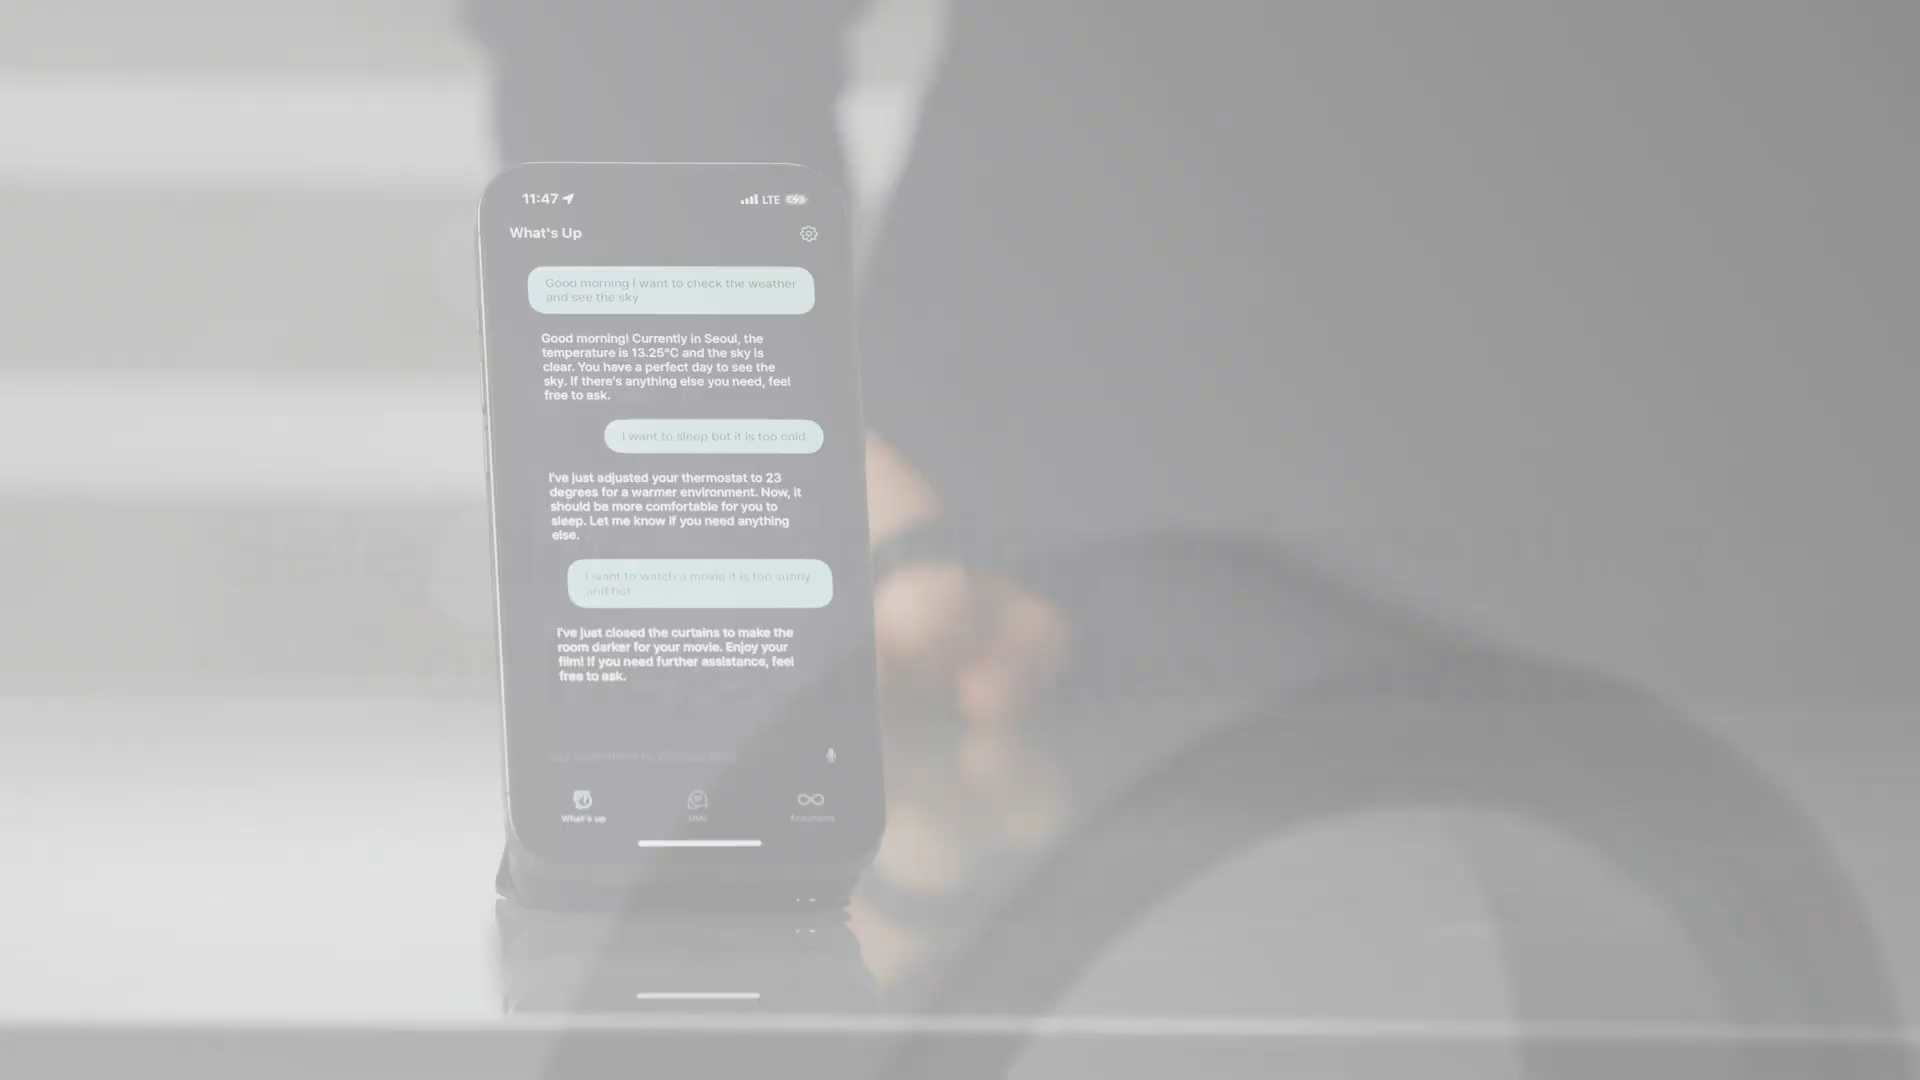 11:47
LTE
What's Up
Good morning I want to check the weather
and see the sky
Good morning! Currently in Seoul, the
temperature is 13.25°C and the sky is
clear. You have a perfect day to see the
sky. If there's anything else you need, feel
free to ask.
I want to sleep but it is too cold
I've just adjusted your thermostat to 23
degrees for a warmer environment. Now, it
should be more comfortable for you to
sleep. Let me know if you need anything
else.
I want to watch a movie it is too sunny
and hot
I've just closed the curtains to make the
room darker for your movie. Enjoy your
film! If you need further assistance, feel
free to ask.
What's up